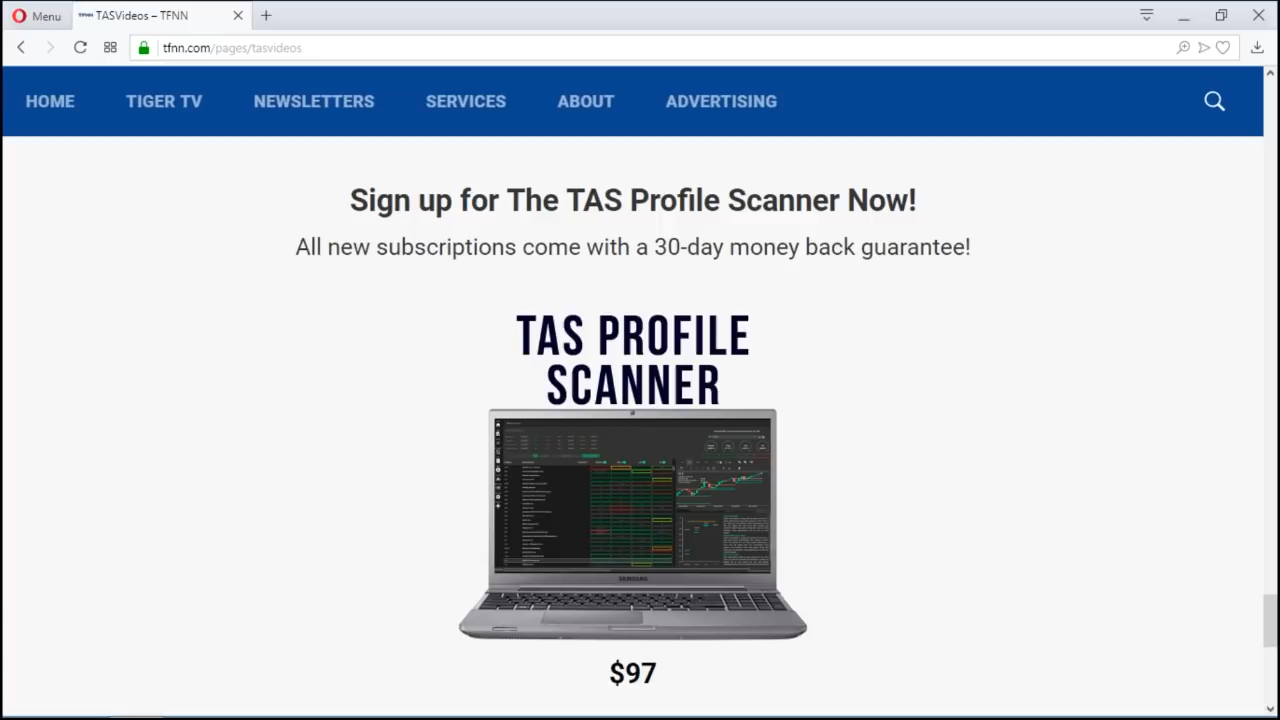 Menu
TFNN TASVideos – TFNN
tfnn.com/pages/tasvideos
HOME TIGER TV NEWSLETTERS SERVICES ABOUT ADVERTISING
Sign up for The TAS Profile Scanner Now!
All new subscriptions come with a 30-day money back guarantee!
TAS PROFILE
SCANNER
SAMSUNG
$97